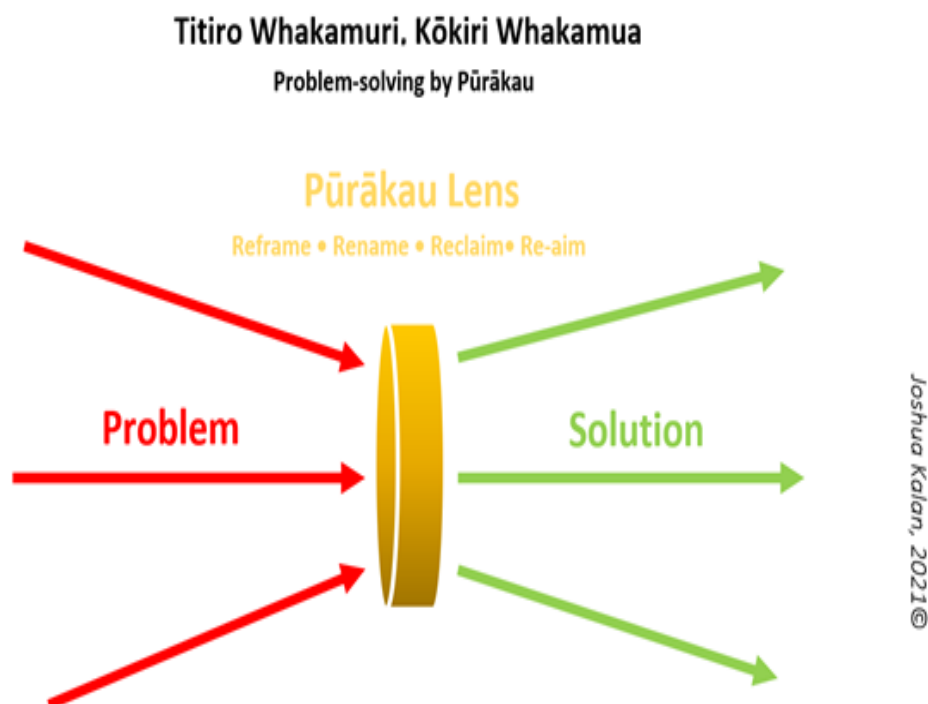 Titiro Whakamuri, Kōkiri Whakamua
Problem-solving by Pūrākau
Pūrākau Lens
Reframe • Rename • Reclaim• Re-aim
Problem
Solution
Joshua Kalan, 2021©